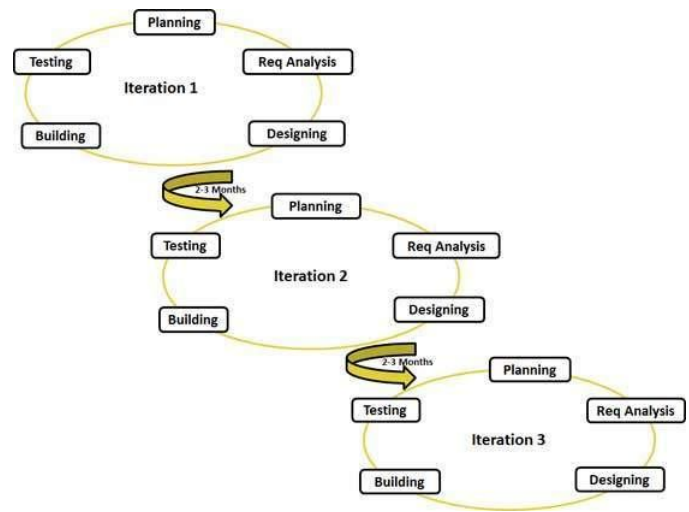 Planning
Testing
Req Analysis
Iteration 1
Building
Designing
2-3 Months
Planning
Testing
Req Analysis
Iteration 2
Building
Designing
2-3 Months
Planning
Testing
Req Analysis
Iteration 3
Building
Designing